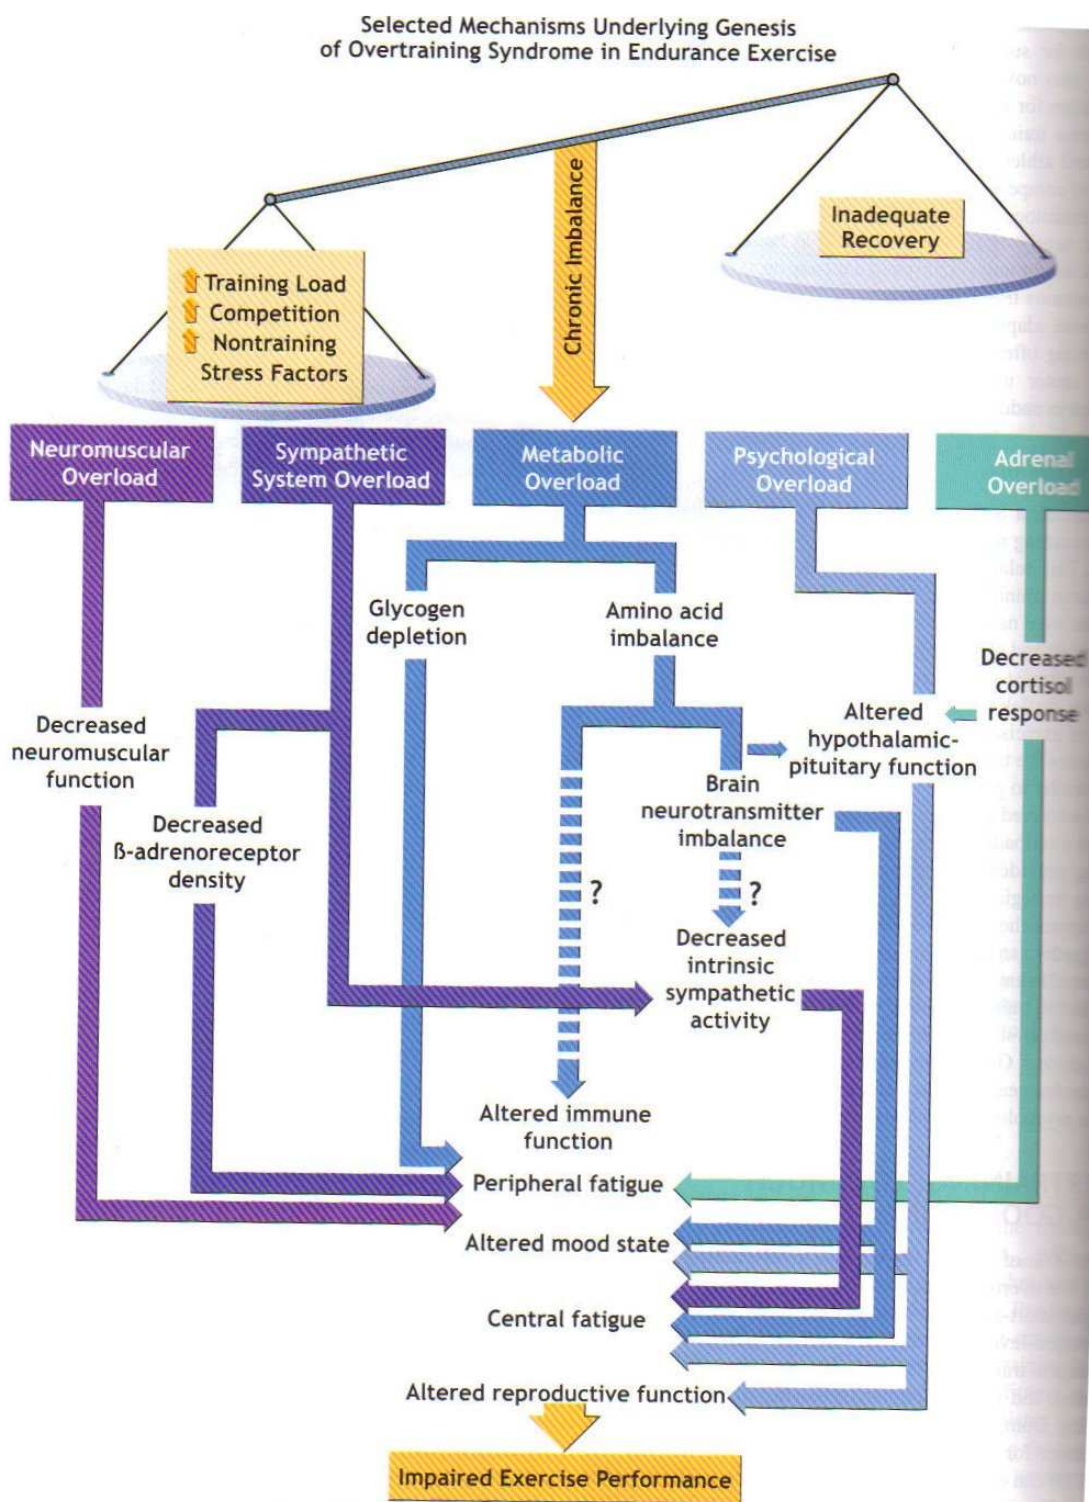 Selected Mechanisms Underlying Genesis
of Overtraining Syndrome in Endurance Exercise
Inadequate
Recovery
Training Load
Competition
Nontraining
Stress Factors
Chronic Imbalance
Neuromuscular
Overload
Sympathetic
System Overload
Metabolic
Overload
Psychological
Overload
Adrenal
Overload
Glycogen
depletion
Amino acid
imbalance
Decreased
cortisol
response
Decreased
neuromuscular
function
Altered
hypothalamic-
pituitary function
Decreased
ß-adrenoreceptor
density
Brain
neurotransmitter
imbalance
?
?
Decreased
intrinsic
sympathetic
activity
Altered immune
function
Peripheral fatigue
Altered mood state
Central fatigue
Altered reproductive function
Impaired Exercise Performance